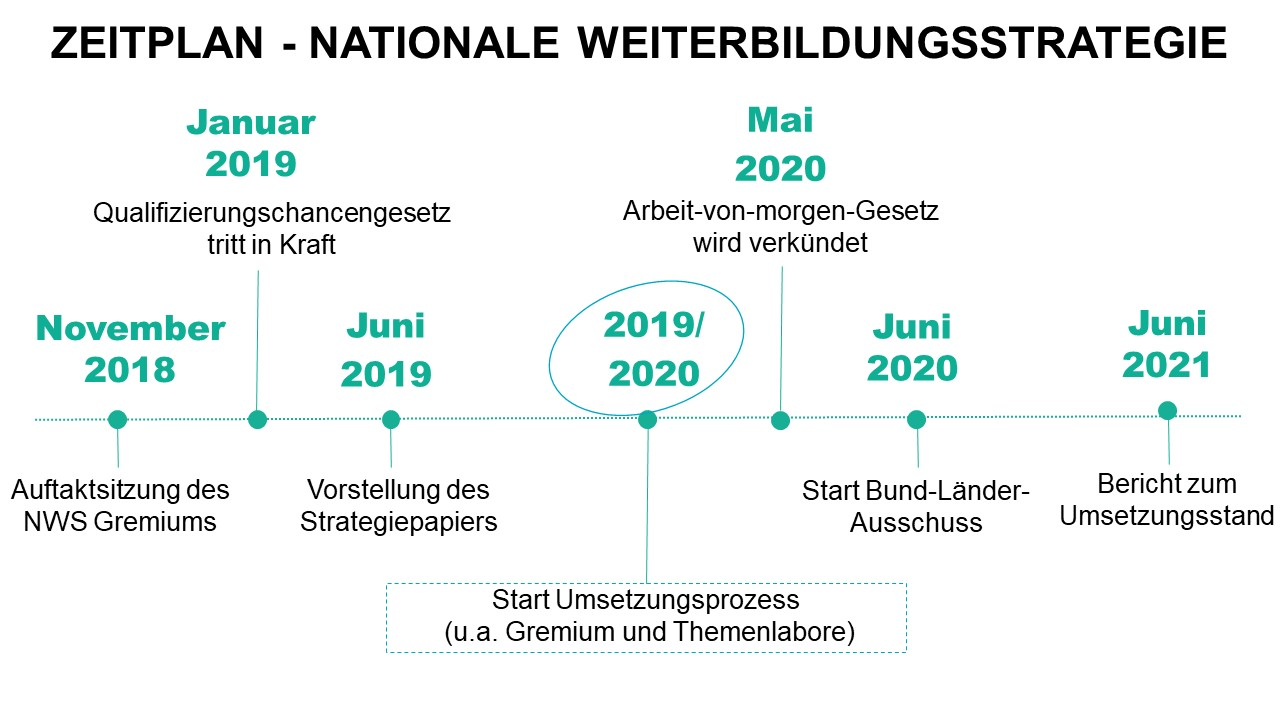 ZEITPLAN - NATIONALE WEITERBILDUNGSSTRATEGIE
Januar
2019
Qualifizierungschancengesetz
tritt in Kraft
Mai
2020
Arbeit-von-morgen-Gesetz
wird verkündet
November
2018
Juni
2019
2019/
2020
Juni
2020
Juni
2021
Auftaktsitzung des
NWS Gremiums
Vorstellung des
Strategiepapiers
Start Bund-Länder-
Ausschuss
Bericht zum
Umsetzungsstand
Start Umsetzungsprozess
(u.a. Gremium und Themenlabore)